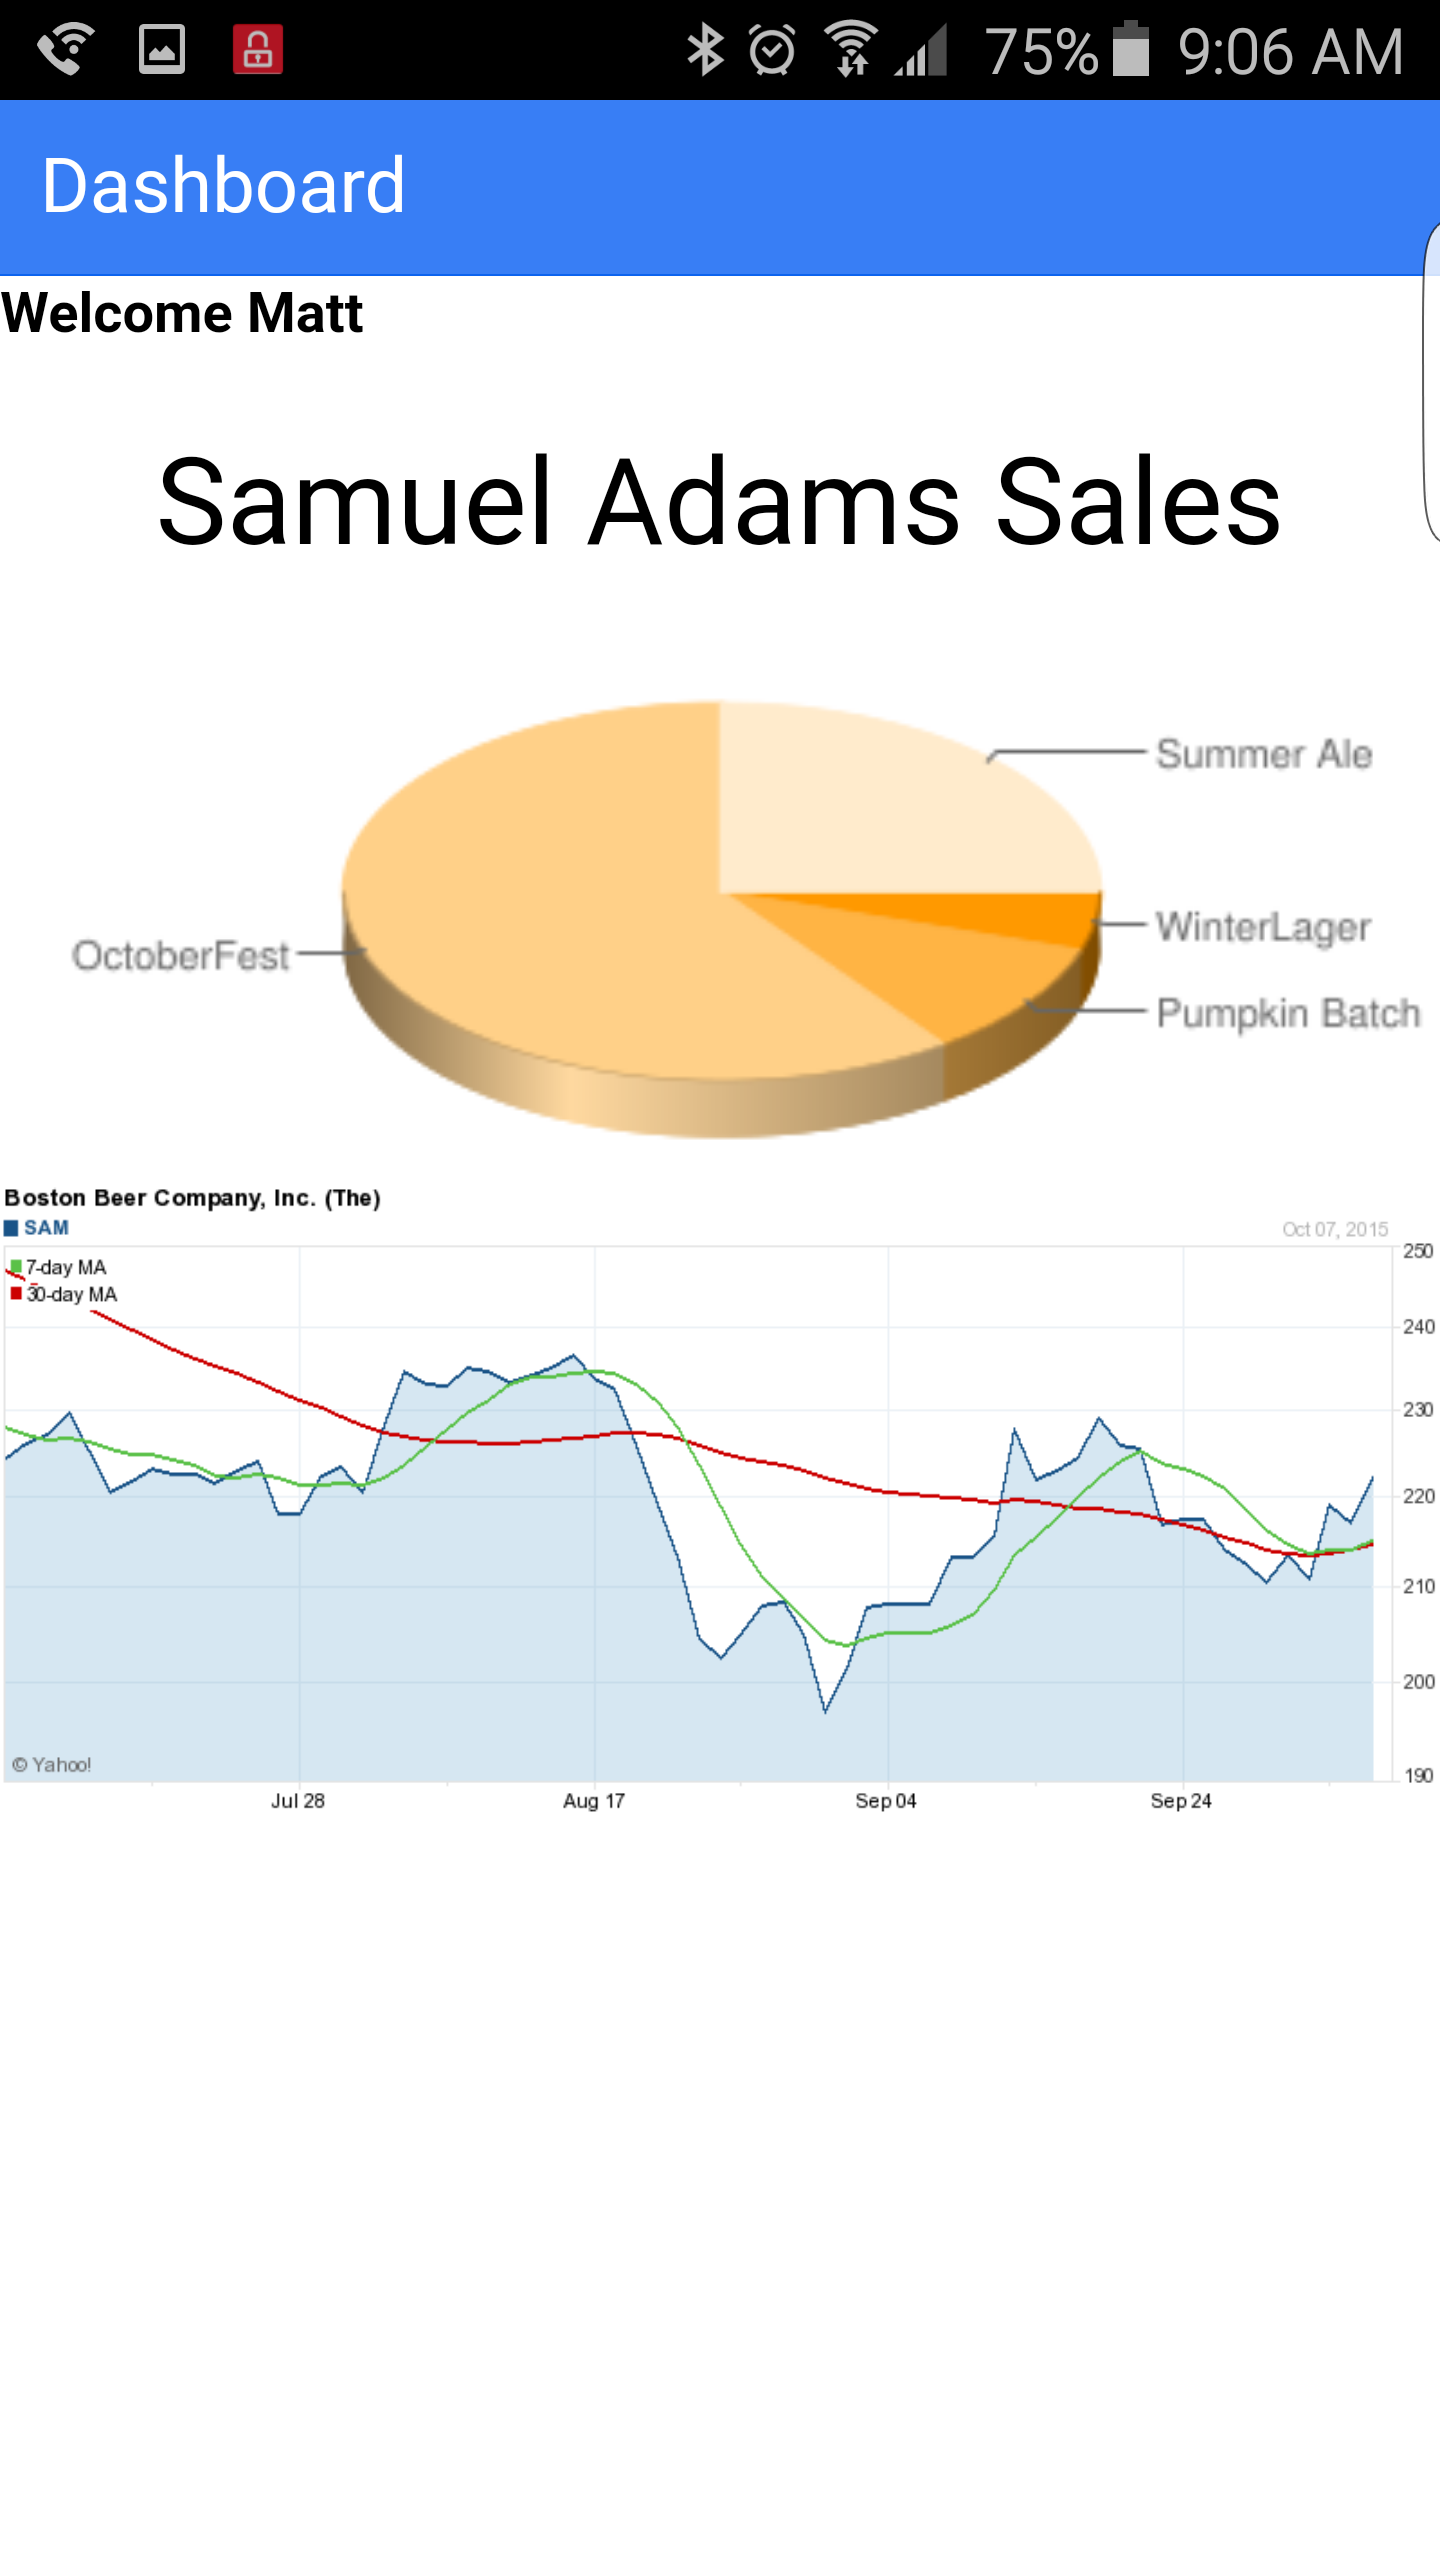 75% 9:06 AM
Dashboard
Welcome Matt
Samuel Adams Sales
Summer Ale
WinterLager
OctoberFest
Pumpkin Batch
Boston Beer Company, Inc. (The)
SAM
Oct 07, 2015
7-day MA
30-day MA
250
240
230
220
210
200
190
© Yahoo!
Jul 28 Aug 17 Sep 04 Sep 24